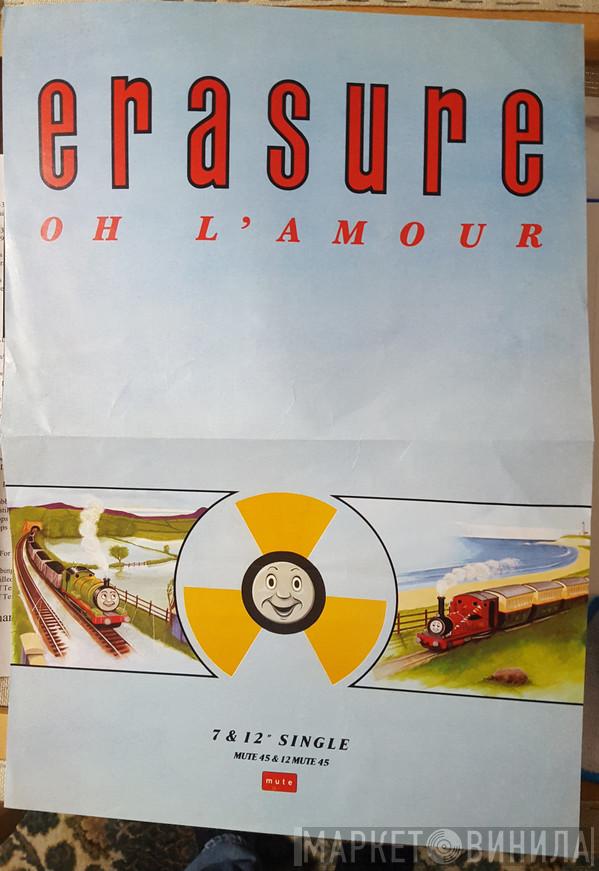 erasure
OH L'AMOUR
7 & 12" SINGLE
MUTE 45 & 12 MUTE 45
mute
МАРКЕТ ВИНИЛА